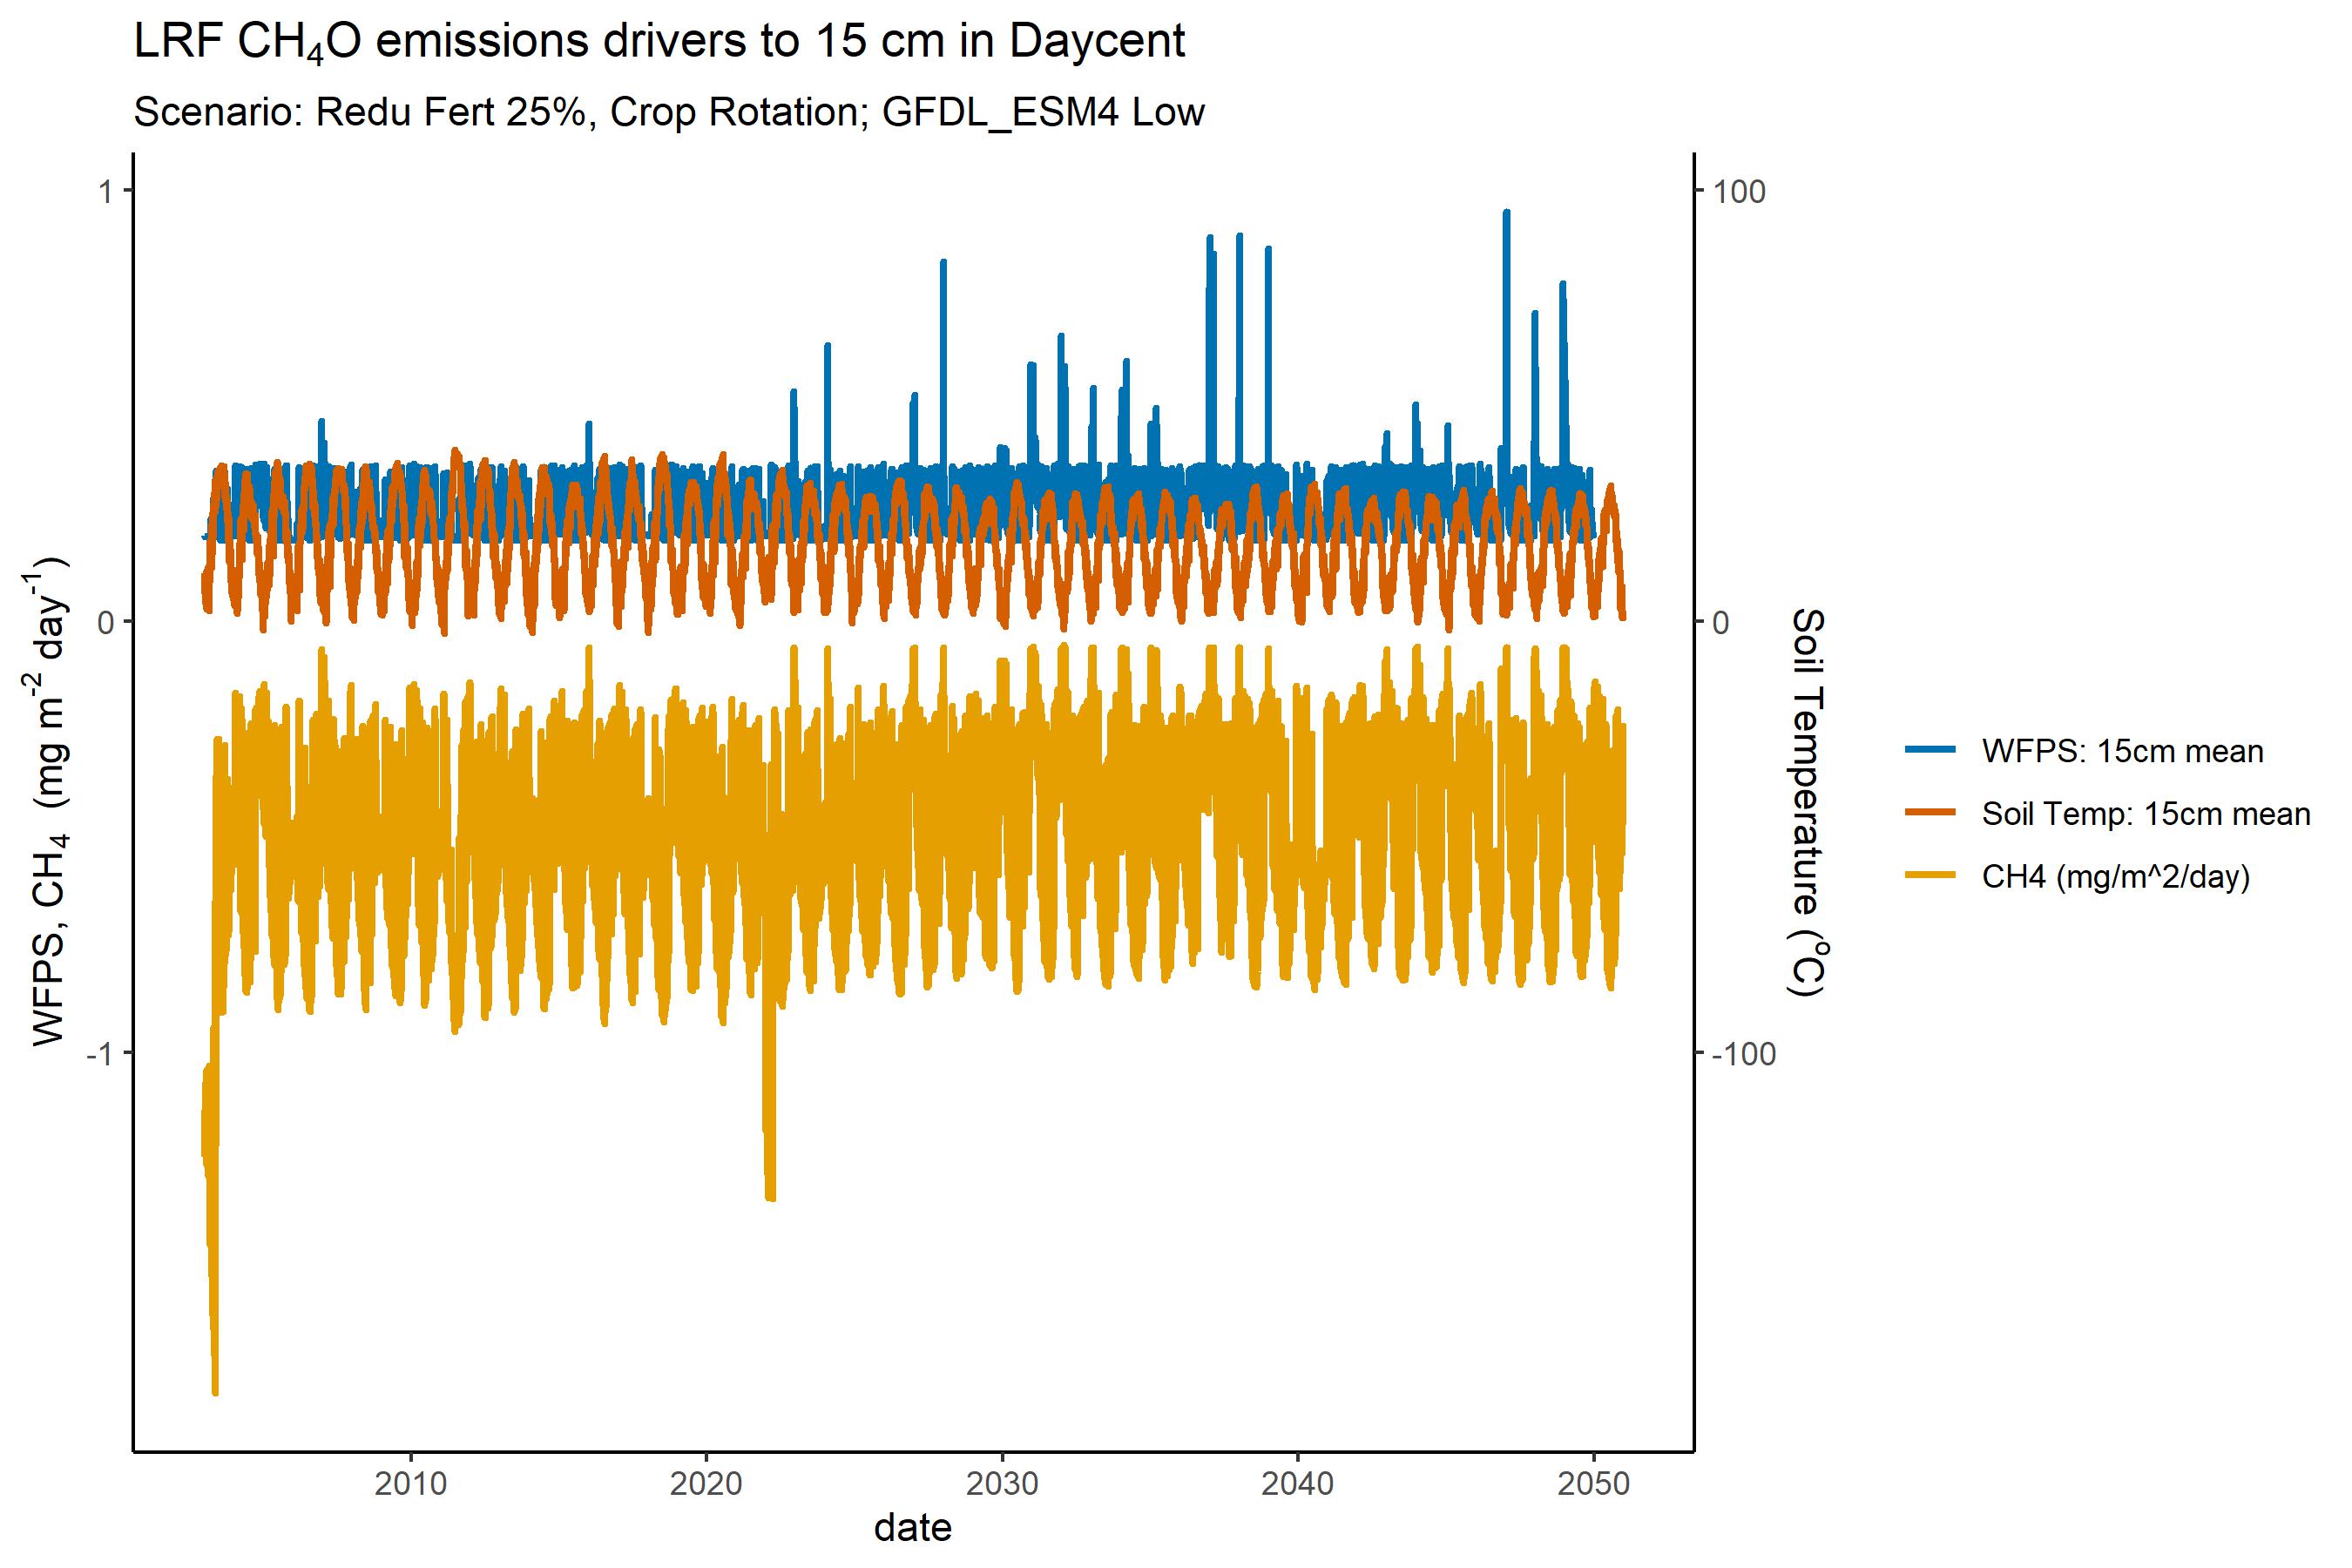 LRF CH₄O emissions drivers to 15 cm in Daycent
Scenario: Redu Fert 25%, Crop Rotation; GFDL_ESM4 Low
WFPS, CH₄ (mg m⁻² day⁻¹)
1
0
-1
100
0
-100
Soil Temperature (ºC)
WFPS: 15cm mean
Soil Temp: 15cm mean
CH4 (mg/m^2/day)
2010 2020 2030 2040 2050
date